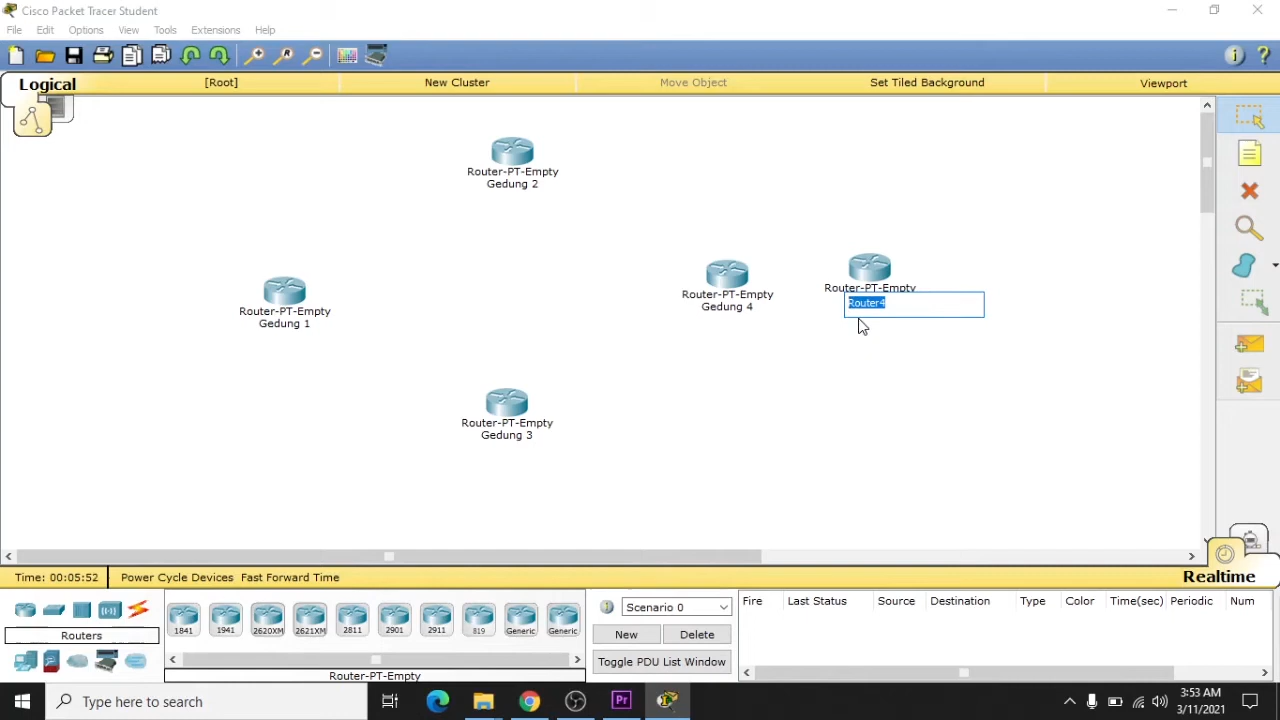 Cisco Packet Tracer Student
File Edit Options View Tools Extensions Help
Logical [Root] New Cluster Move Object Set Tiled Background Viewport
Router-PT-Empty
Gedung 2
Router-PT-Empty
Gedung 1
Router-PT-Empty
Gedung 4
Router-PT-Empty
Router4
Router-PT-Empty
Gedung 3
Time: 00:05:52 Power Cycle Devices Fast Forward Time Realtime
Routers
1841 1941 2620XM 2621XM 2811 2901 2911 819 Generic Generic
Router-PT-Empty
Scenario 0
New Delete
Toggle PDU List Window
Fire Last Status Source Destination Type Color Time(sec) Periodic Num
Type here to search
Pr
3:53 AM
3/11/2021